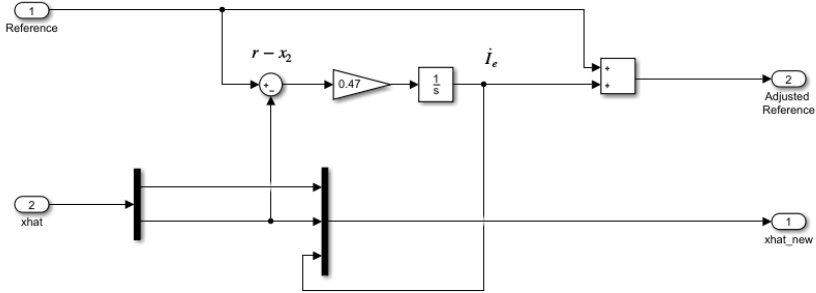 1
Reference
r − x₂
+
−
0.47
1
s
İₑ
+
+
2
Adjusted
Reference
2
xhat
1
xhat_new